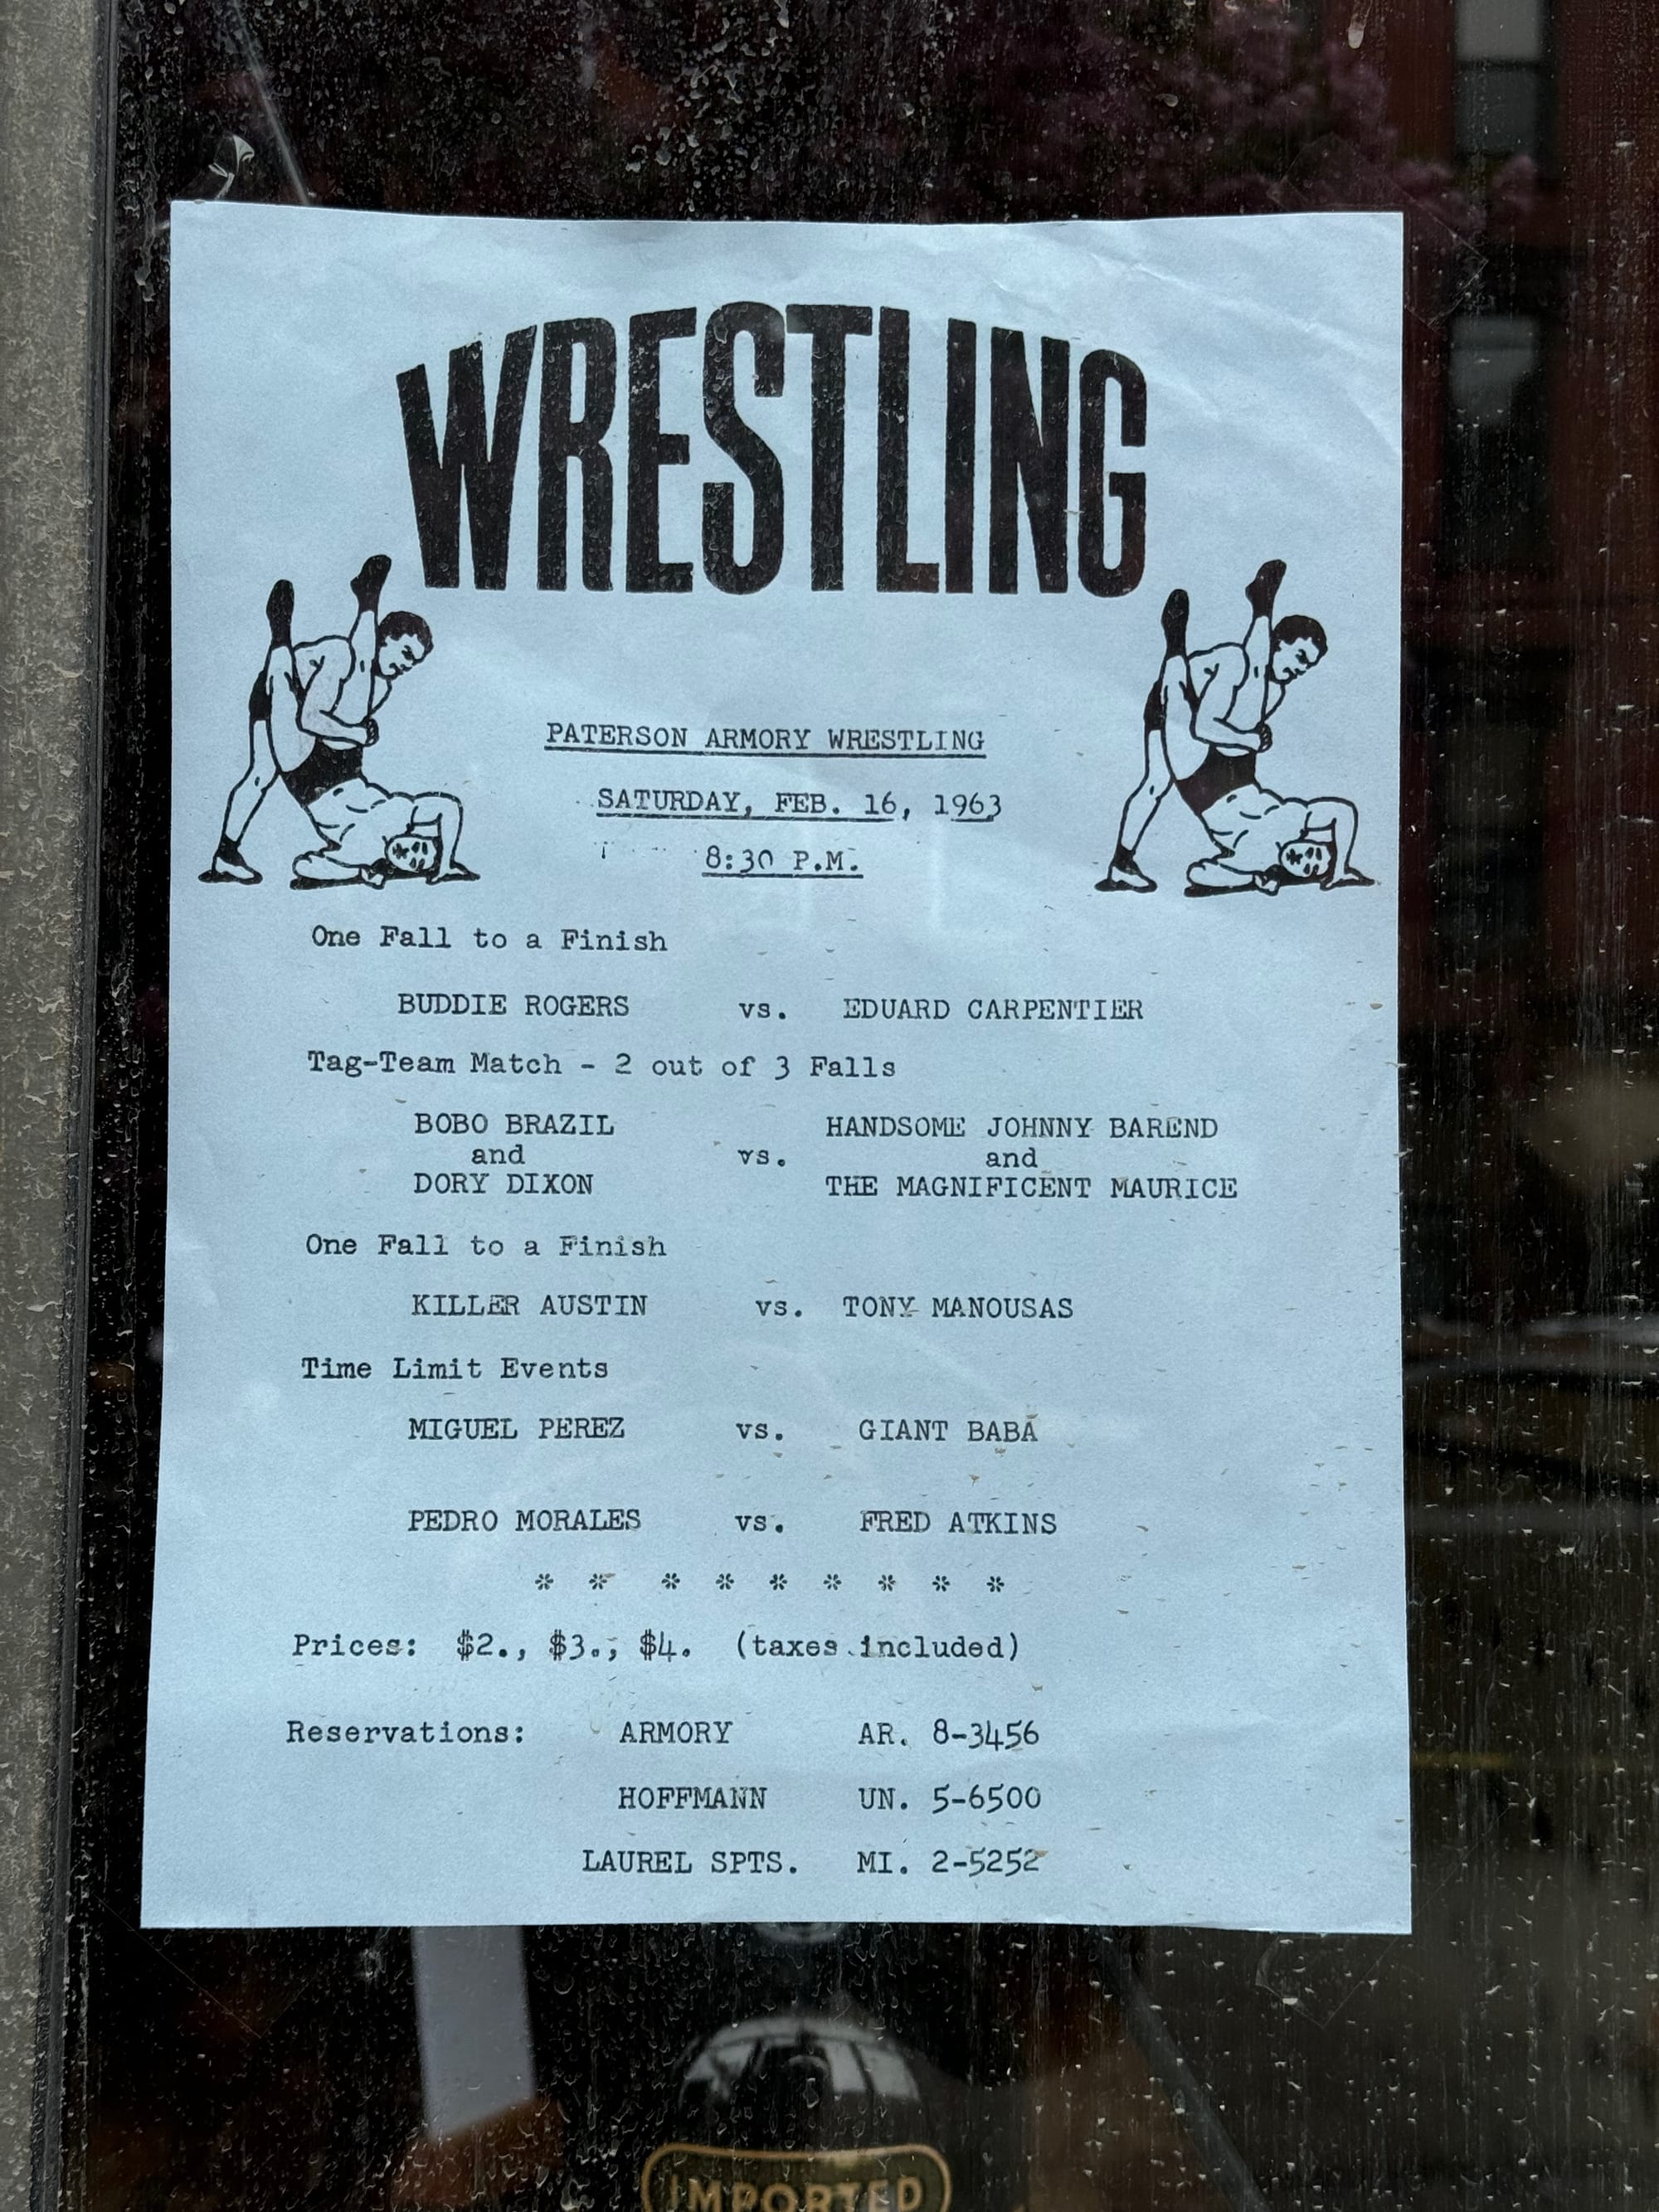 WRESTLING
PATERSON ARMORY WRESTLING
SATURDAY, FEB. 16, 1963
8:30 P.M.
One Fall to a Finish
BUDDIE ROGERS vs. EDUARD CARPENTIER
Tag-Team Match - 2 out of 3 Falls
BOBO BRAZIL HANDSOME JOHNNY BAREND
and vs. and
DORY DIXON THE MAGNIFICENT MAURICE
One Fall to a Finish
KILLER AUSTIN vs. TONY MANOUSAS
Time Limit Events
MIGUEL PEREZ vs. GIANT BABA
PEDRO MORALES vs. FRED ATKINS
* * * * * * * * *
Prices: $2., $3., $4. (taxes included)
Reservations: ARMORY AR. 8-3456
HOFFMANN UN. 5-6500
LAUREL SPTS. MI. 2-5252
IMPORTED